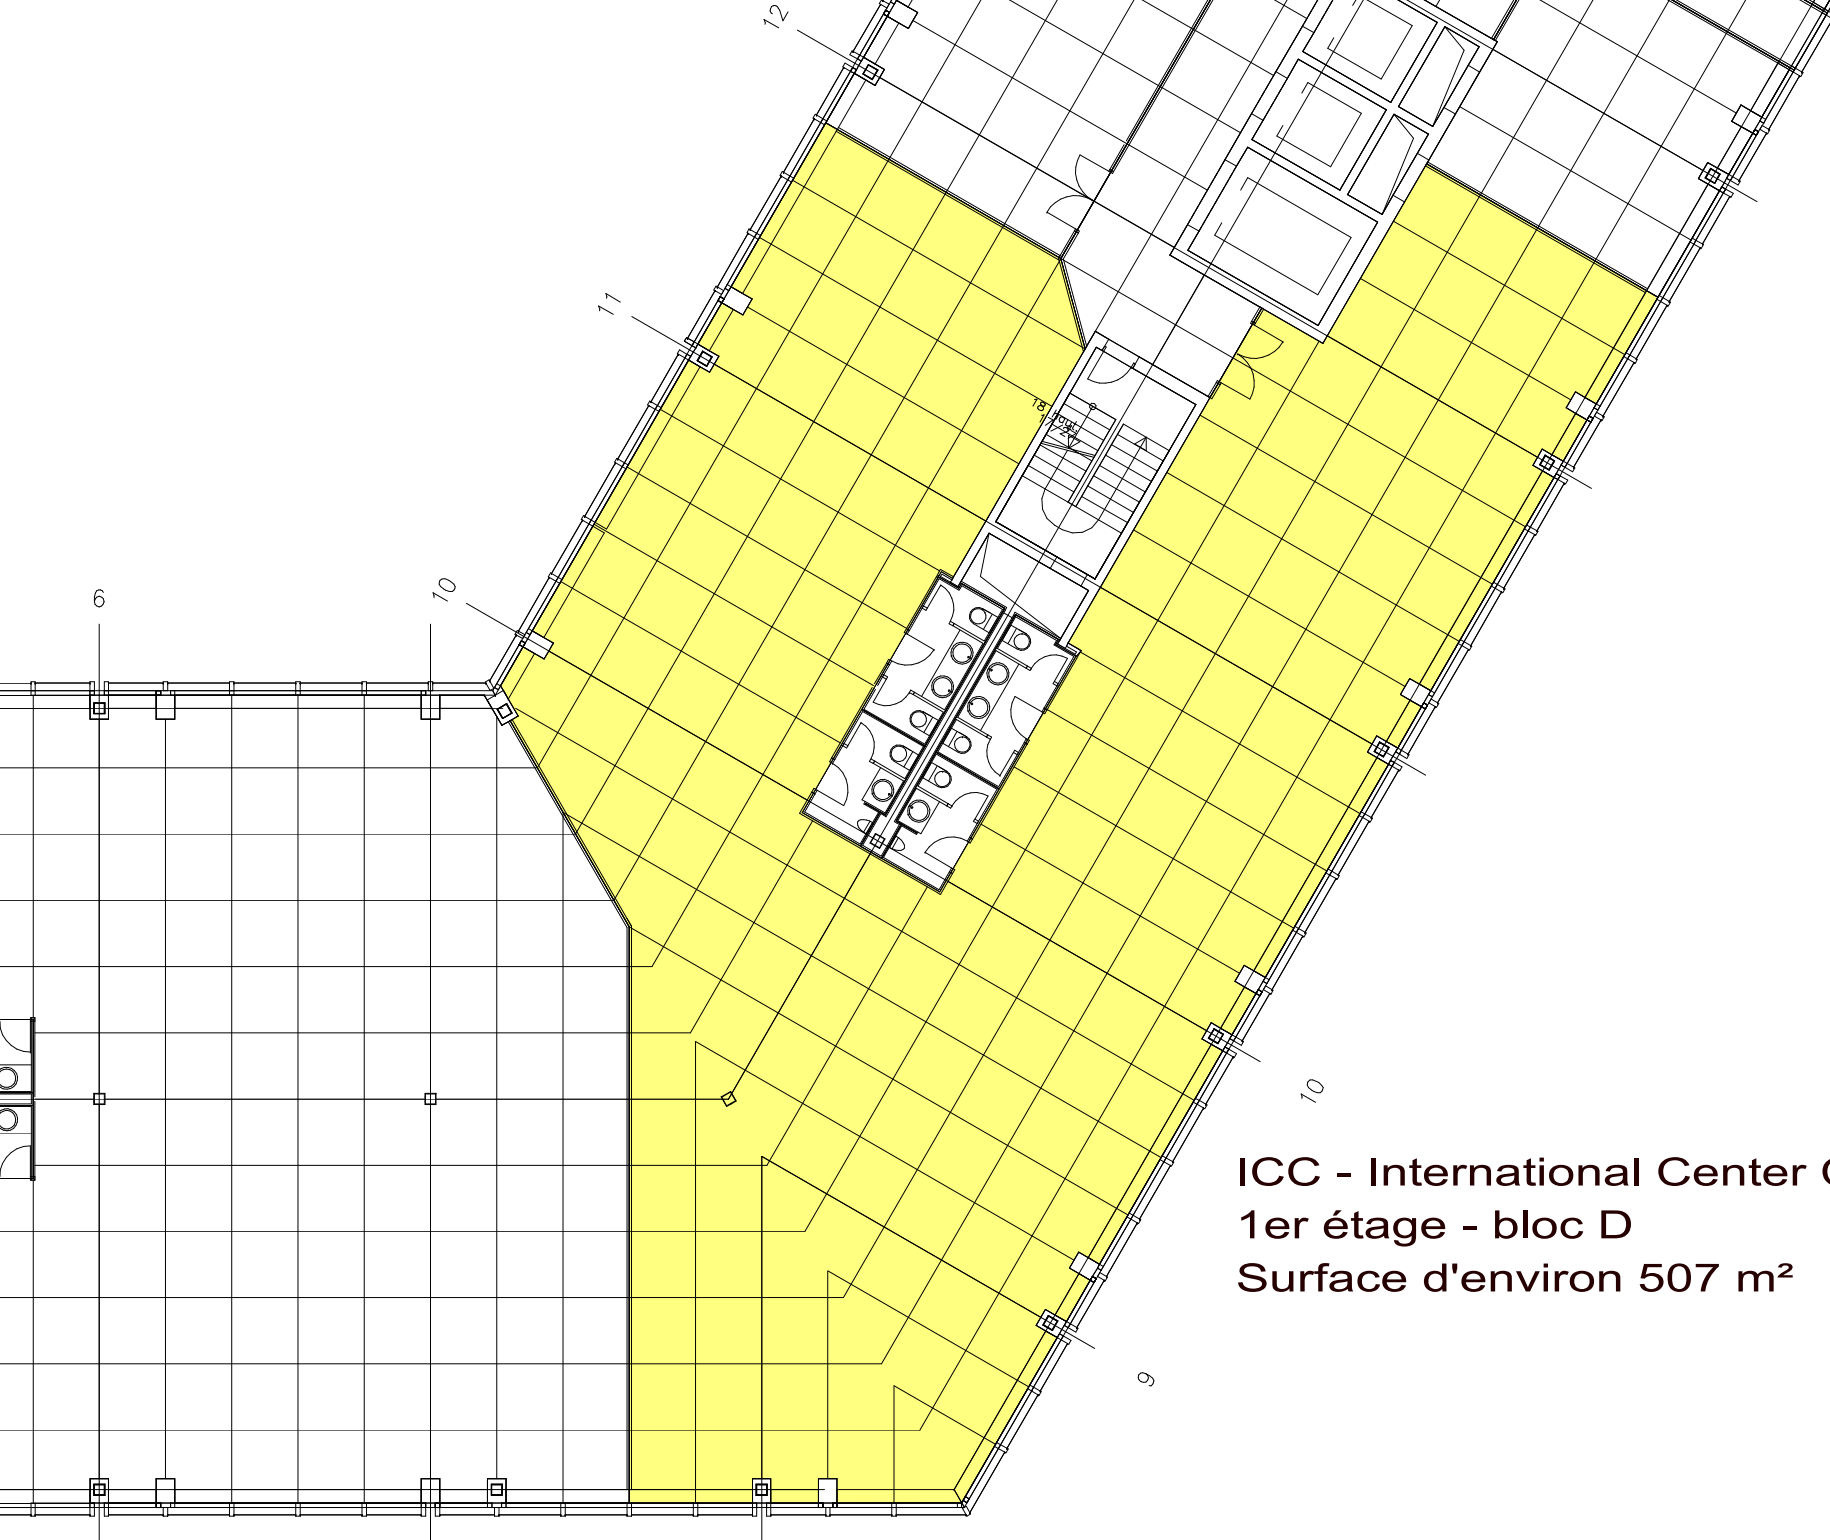 12
11
10
6
10
ICC - International Center
1er étage - bloc D
Surface d'environ 507 m²
9